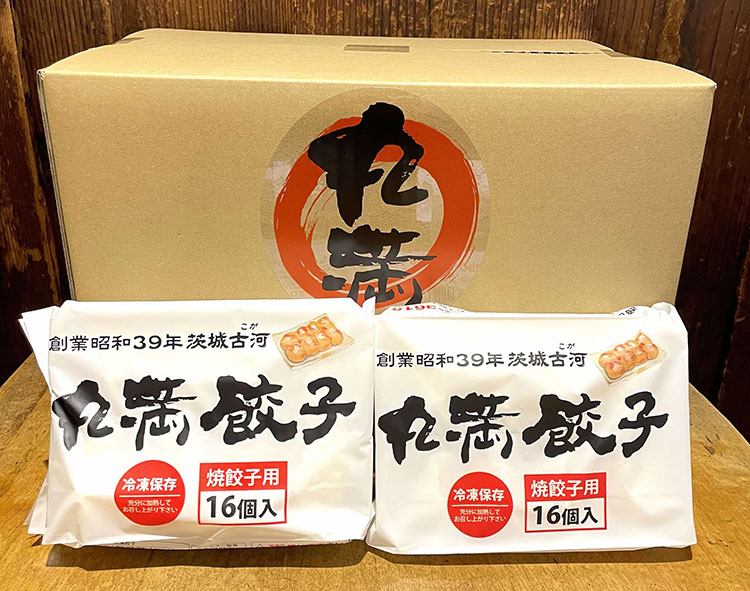 丸満
こが
創業昭和39年 茨城古河
丸満餃子
冷凍保存
充分に加熱して
お召し上がり下さい
焼餃子用
16個入
こが
創業昭和39年 茨城古河
丸満餃子
冷凍保存
充分に加熱して
お召し上がり下さい
焼餃子用
16個入